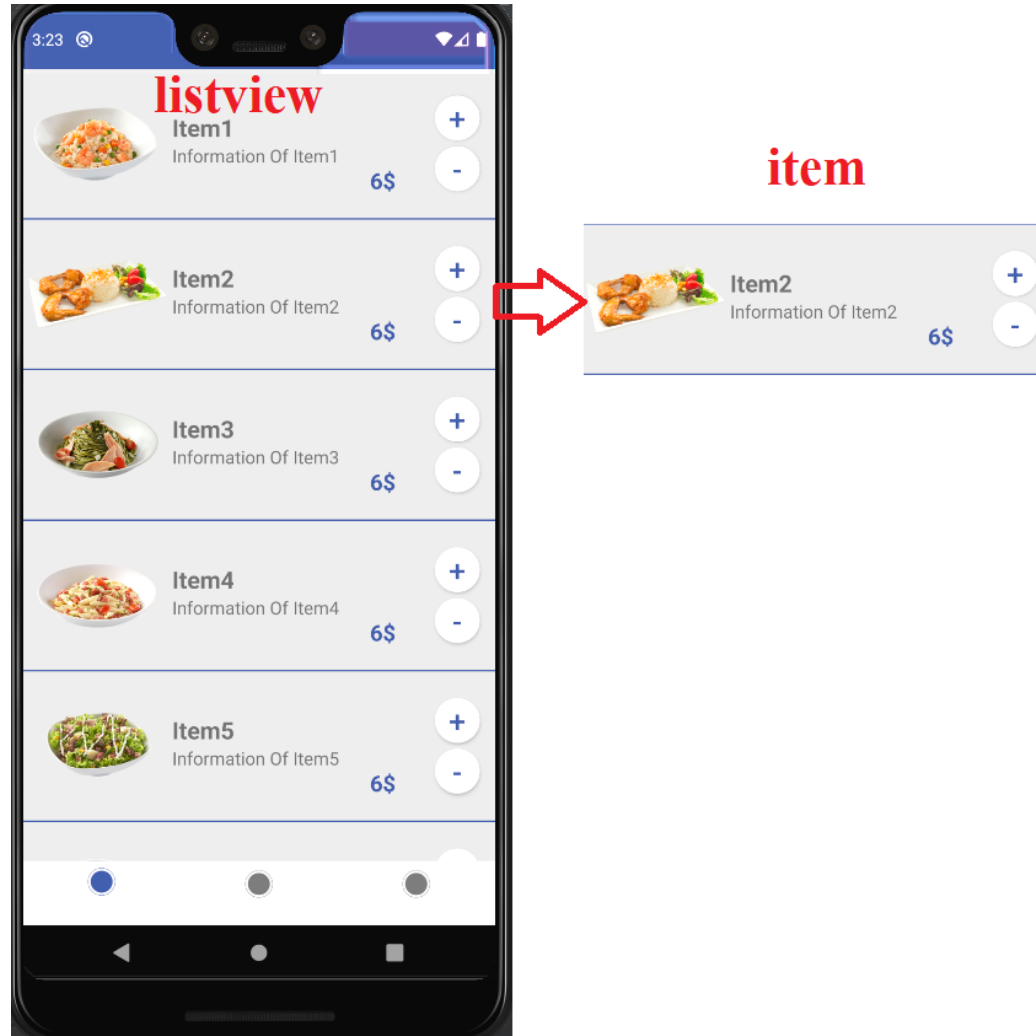 3:23
listview
Item1
Information Of Item1
6$
+
-
Item2
Information Of Item2
6$
+
-
Item3
Information Of Item3
6$
+
-
Item4
Information Of Item4
6$
+
-
Item5
Information Of Item5
6$
+
-
item
Item2
Information Of Item2
6$
+
-